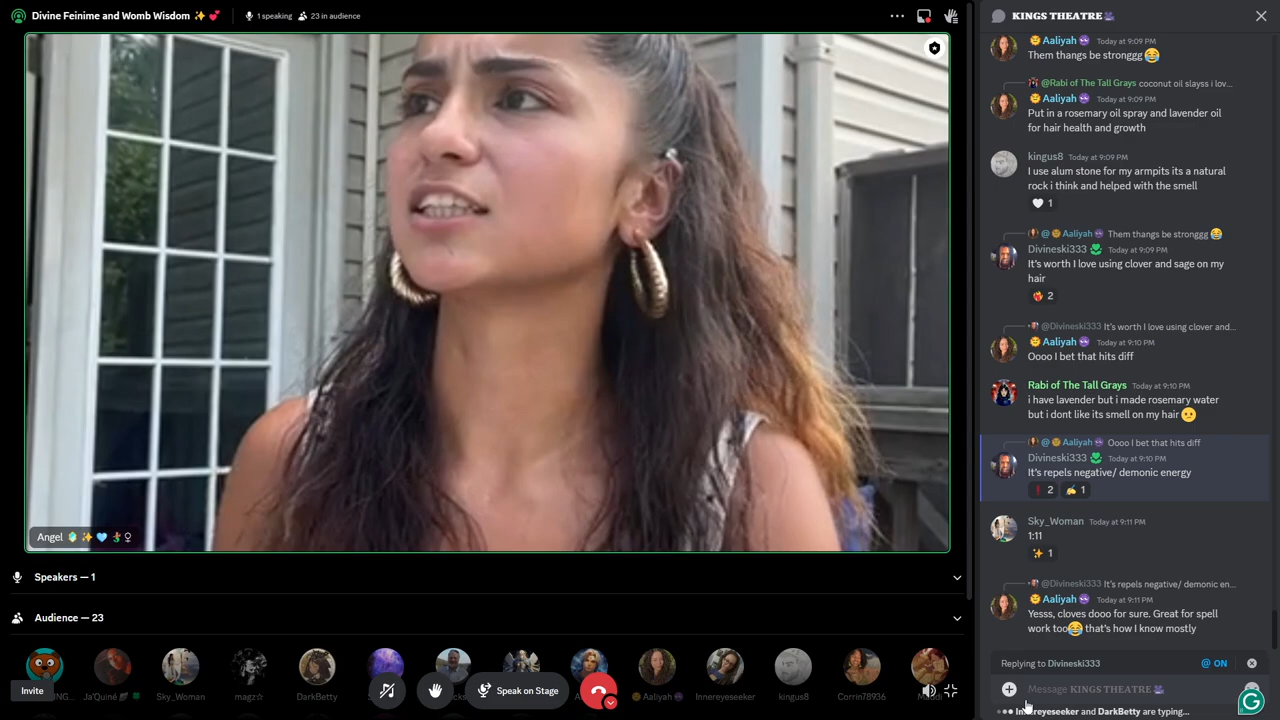 Divine Feinime and Womb Wisdom ✨ 💕
1 speaking 23 in audience
Angel
Speakers — 1
Audience — 23
Ja'Quiné
Sky_Woman
magz☆
DarkBetty
Aaliyah
Innereyeseeker
kingus8
Corrin78936
Invite
Speak on Stage
KINGS THEATRE
Aaliyah Today at 9:09 PM
Them thangs be stronggg 😂
@Rabi of The Tall Grays coconut oil slayss i lov...
Aaliyah Today at 9:09 PM
Put in a rosemary oil spray and lavender oil
for hair health and growth
kingus8 Today at 9:09 PM
I use alum stone for my armpits its a natural
rock i think and helped with the smell
🤍 1
@ Aaliyah Them thangs be stronggg 😂
Divineski333 Today at 9:09 PM
It's worth I love using clover and sage on my
hair
2
@Divineski333 It's worth I love using clover and...
Aaliyah Today at 9:10 PM
Oooo I bet that hits diff
Rabi of The Tall Grays Today at 9:10 PM
i have lavender but i made rosemary water
but i dont like its smell on my hair 😕
@ Aaliyah Oooo I bet that hits diff
Divineski333 Today at 9:10 PM
It's repels negative/ demonic energy
❗ 2 ✍ 1
Sky_Woman Today at 9:11 PM
1:11
✨ 1
@Divineski333 It's repels negative/ demonic en...
Aaliyah Today at 9:11 PM
Yesss, cloves dooo for sure. Great for spell
work too😂 that's how I know mostly
Replying to Divineski333 @ ON
Message KINGS THEATRE
Innereyeseeker and DarkBetty are typing...